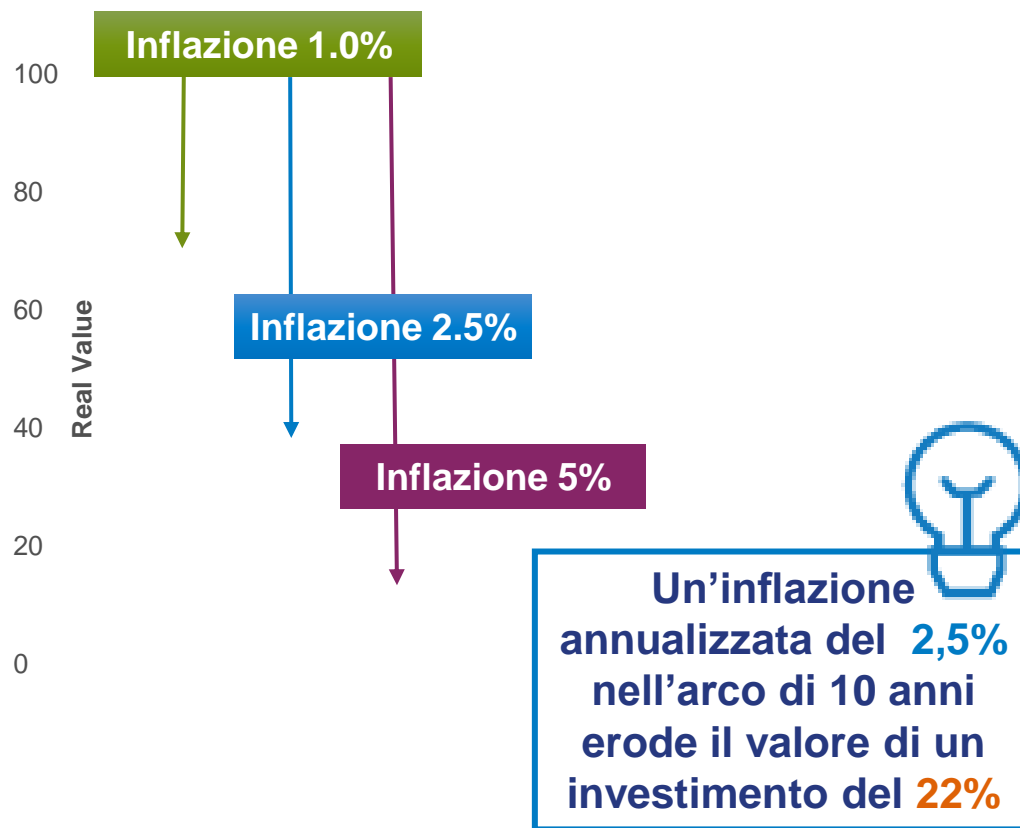 Inflazione 1.0%
100
80
60
Real Value
Inflazione 2.5%
40
Inflazione 5%
20
0
Un’inflazione
annualizzata del 2,5%
nell’arco di 10 anni
erode il valore di un
investimento del 22%